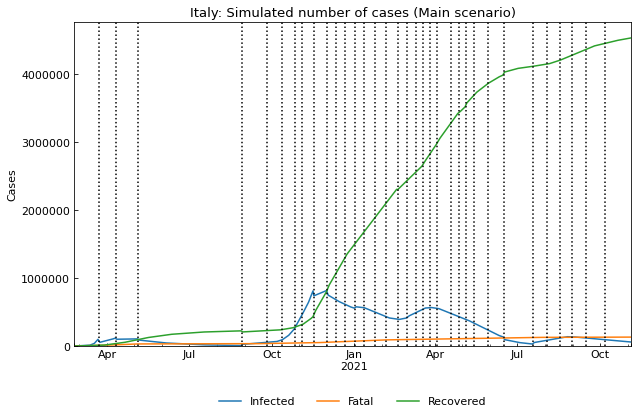 Italy: Simulated number of cases (Main scenario)
Cases
4000000
3000000
2000000
1000000
0
Apr Jul Oct Jan Apr Jul Oct
2021
Infected Fatal Recovered